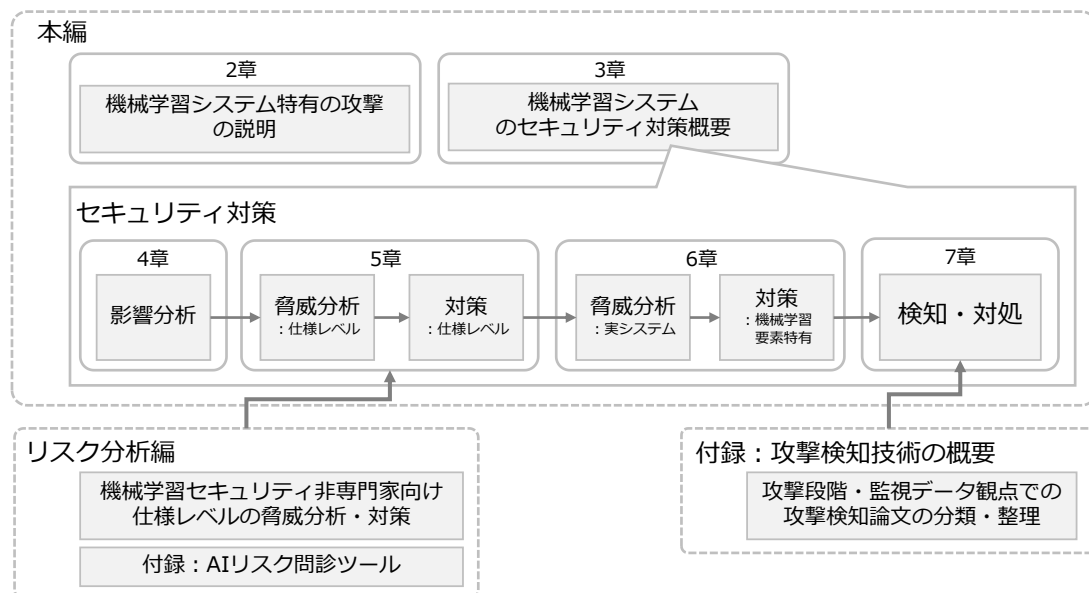 本編
2章
機械学習システム特有の攻撃
の説明
3章
機械学習システム
のセキュリティ対策概要
セキュリティ対策
4章
影響分析
5章
脅威分析
：仕様レベル
対策
：仕様レベル
6章
脅威分析
：実システム
対策
：機械学習
要素特有
7章
検知・対処
リスク分析編
機械学習セキュリティ非専門家向け
仕様レベルの脅威分析・対策
付録：AIリスク問診ツール
付録：攻撃検知技術の概要
攻撃段階・監視データ観点での
攻撃検知論文の分類・整理